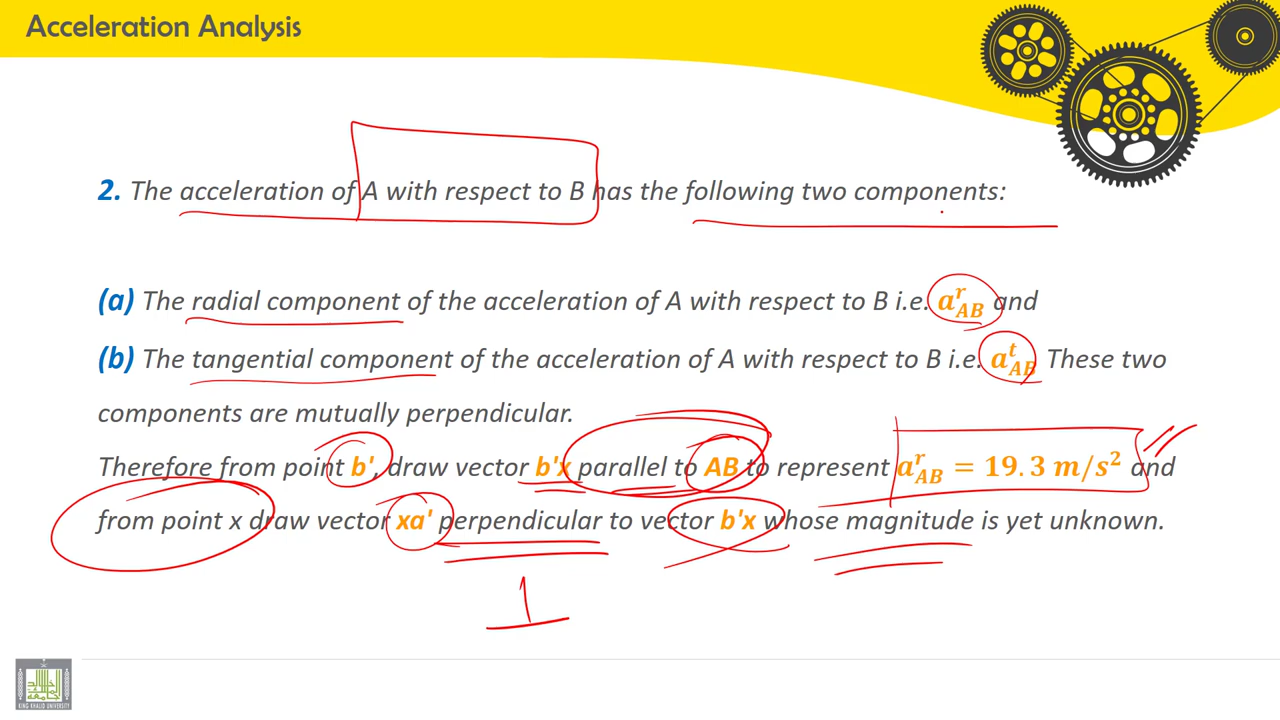 Acceleration Analysis
2. The acceleration of A with respect to B has the following two components:
(a) The radial component of the acceleration of A with respect to B i.e. a^r_AB and
(b) The tangential component of the acceleration of A with respect to B i.e. a^t_AB These two
components are mutually perpendicular.
Therefore from point b', draw vector b'x parallel to AB to represent a^r_AB = 19.3 m/s² and
from point x draw vector xa' perpendicular to vector b'x whose magnitude is yet unknown.
KING KHALID UNIVERSITY